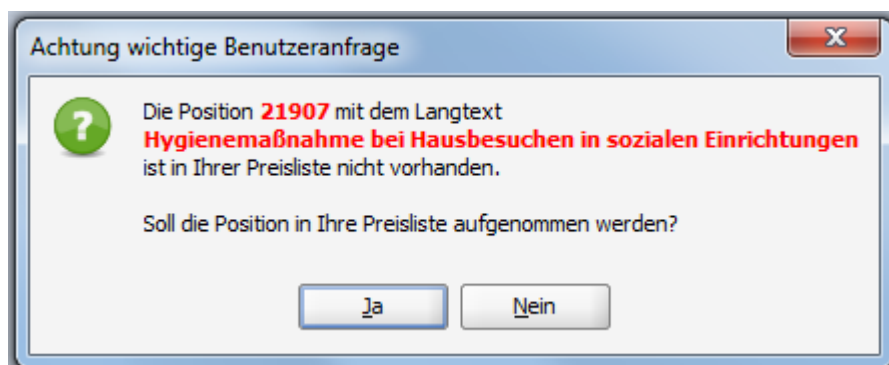 Achtung wichtige Benutzeranfrage
Die Position 21907 mit dem Langtext
Hygienemaßnahme bei Hausbesuchen in sozialen Einrichtungen
ist in Ihrer Preisliste nicht vorhanden.
Soll die Position in Ihre Preisliste aufgenommen werden?
Ja
Nein